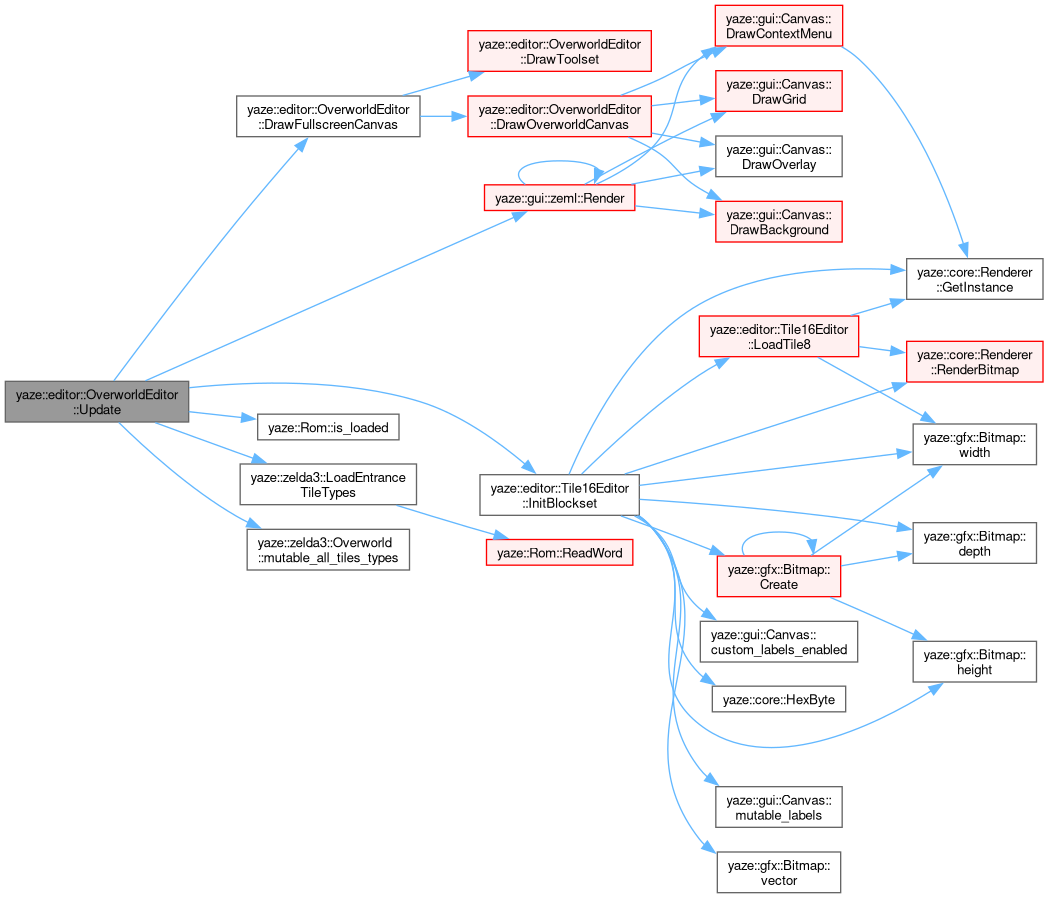 yaze::editor::OverworldEditor
::Update
yaze::editor::OverworldEditor
::DrawFullscreenCanvas
yaze::editor::OverworldEditor
::DrawToolset
yaze::editor::OverworldEditor
::DrawOverworldCanvas
yaze::gui::zeml::Render
yaze::gui::Canvas::
DrawContextMenu
yaze::gui::Canvas::
DrawGrid
yaze::gui::Canvas::
DrawOverlay
yaze::gui::Canvas::
DrawBackground
yaze::core::Renderer
::GetInstance
yaze::editor::Tile16Editor
::LoadTile8
yaze::core::Renderer
::RenderBitmap
yaze::Rom::is_loaded
yaze::zelda3::LoadEntrance
TileTypes
yaze::zelda3::Overworld
::mutable_all_tiles_types
yaze::editor::Tile16Editor
::InitBlockset
yaze::Rom::ReadWord
yaze::gfx::Bitmap::
width
yaze::gfx::Bitmap::
depth
yaze::gfx::Bitmap::
Create
yaze::gfx::Bitmap::
height
yaze::gui::Canvas::
custom_labels_enabled
yaze::core::HexByte
yaze::gui::Canvas::
mutable_labels
yaze::gfx::Bitmap::
vector